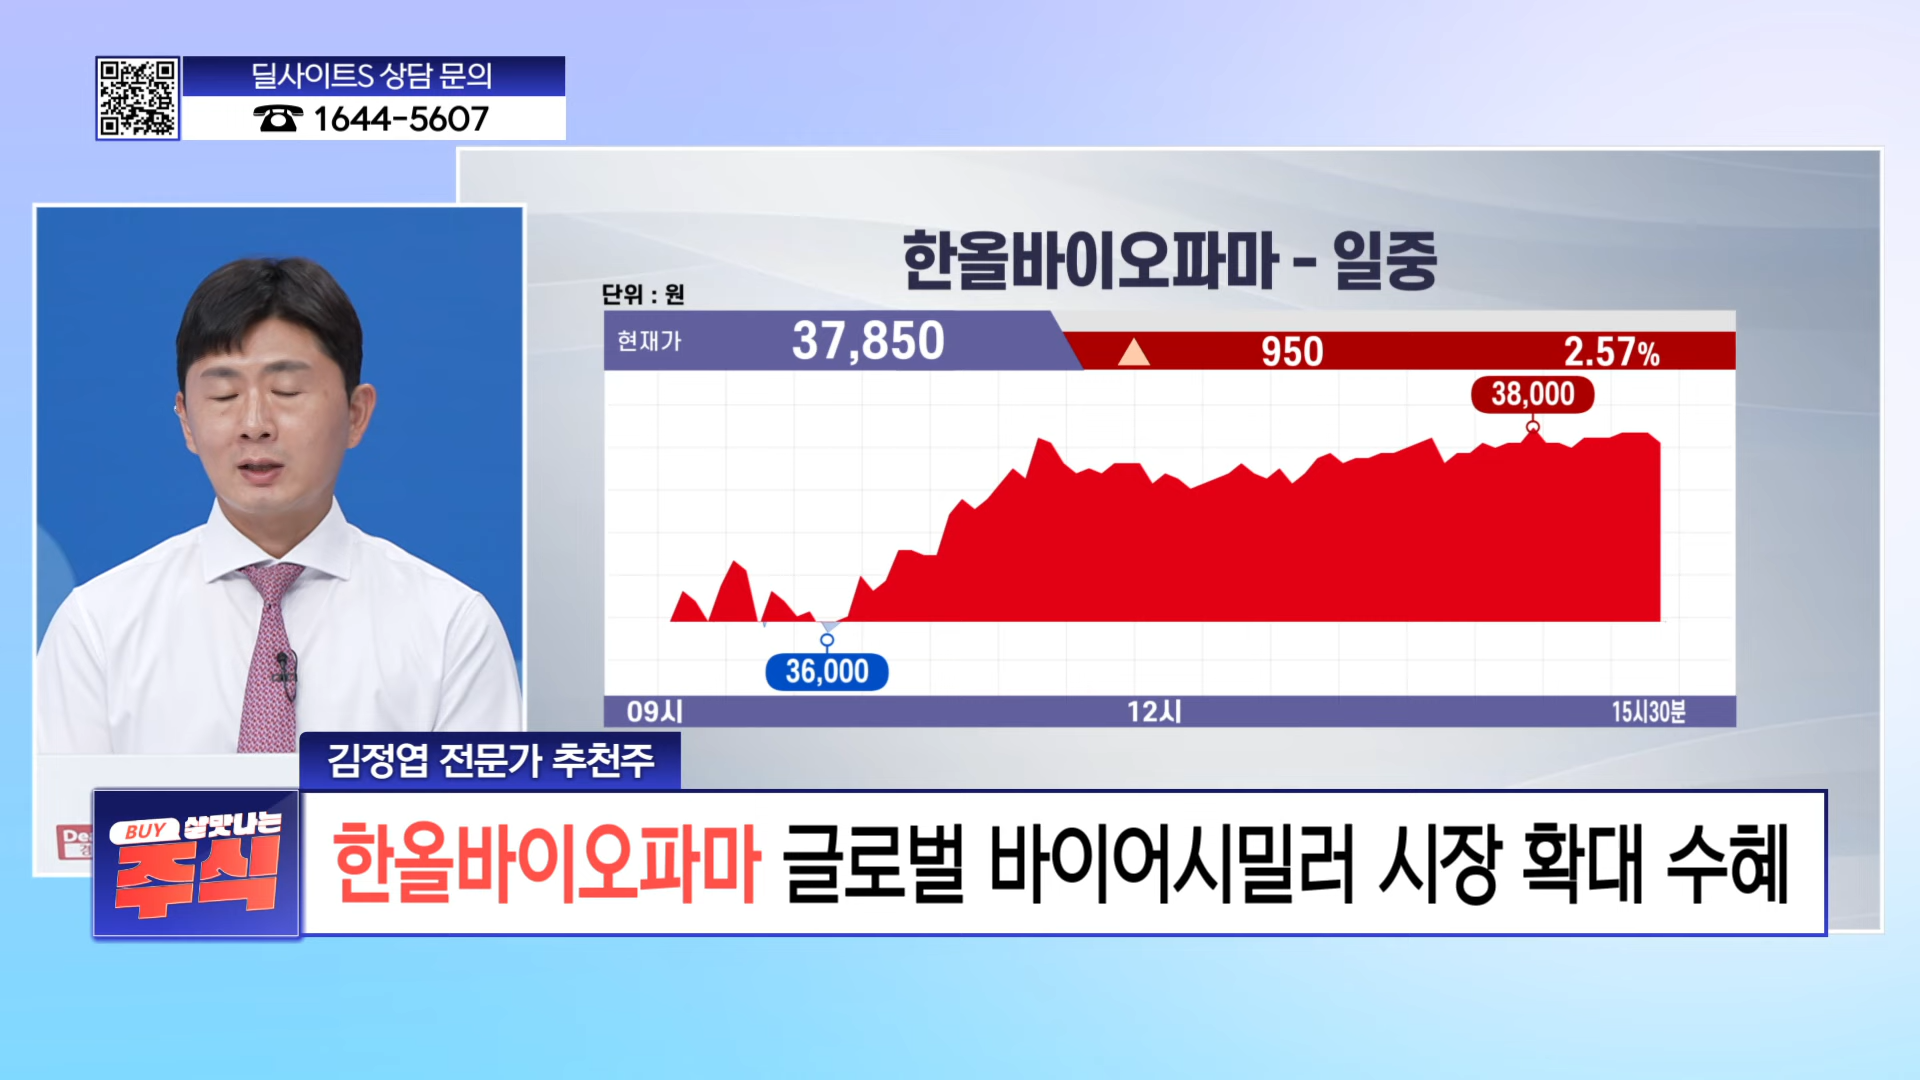 딜사이트S 상담 문의
☎ 1644-5607
한올바이오파마 - 일중
단위 : 원
현재가 37,850 ▲ 950 2.57%
38,000
36,000
09시 12시 15시30분
김정엽 전문가 추천주
BUY 살맛나는
주식
한올바이오파마 글로벌 바이어시밀러 시장 확대 수혜